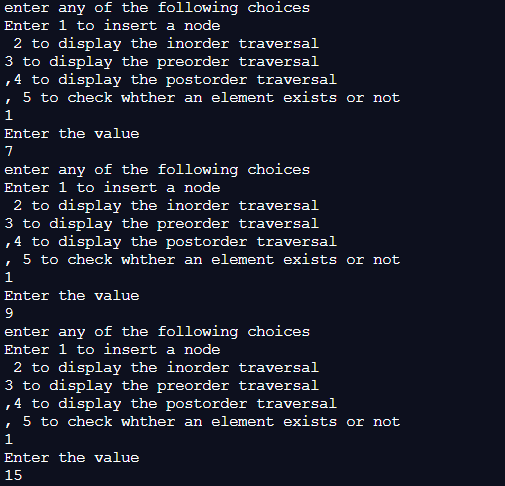 enter any of the following choices
Enter 1 to insert a node
 2 to display the inorder traversal
3 to display the preorder traversal
,4 to display the postorder traversal
, 5 to check whther an element exists or not
1
Enter the value
7
enter any of the following choices
Enter 1 to insert a node
 2 to display the inorder traversal
3 to display the preorder traversal
,4 to display the postorder traversal
, 5 to check whther an element exists or not
1
Enter the value
9
enter any of the following choices
Enter 1 to insert a node
 2 to display the inorder traversal
3 to display the preorder traversal
,4 to display the postorder traversal
, 5 to check whther an element exists or not
1
Enter the value
15